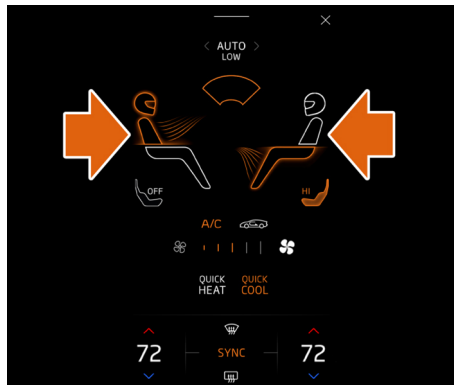 AUTO
LOW
OFF
HI
A/C
QUICK
HEAT
QUICK
COOL
72
SYNC
72